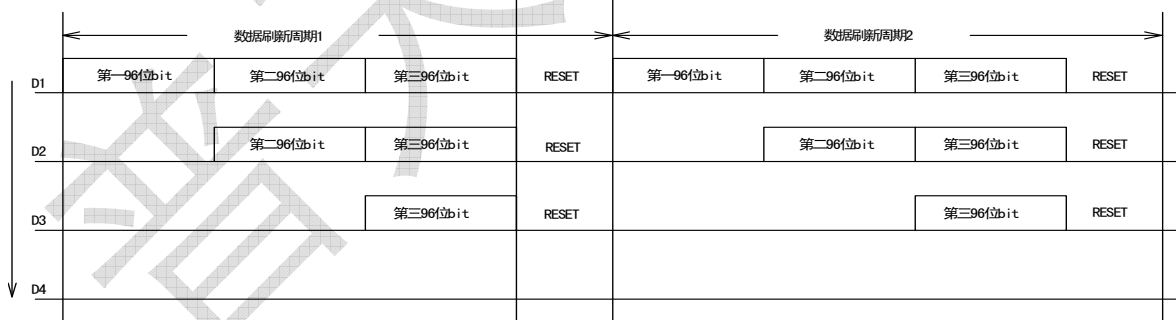 数据刷新周期1 数据刷新周期2
D1 第一96位bit 第二96位bit 第三96位bit RESET 第一96位bit 第二96位bit 第三96位bit RESET
D2 第二96位bit 第三96位bit RESET 第二96位bit 第三96位bit RESET
D3 第三96位bit RESET 第三96位bit RESET
D4